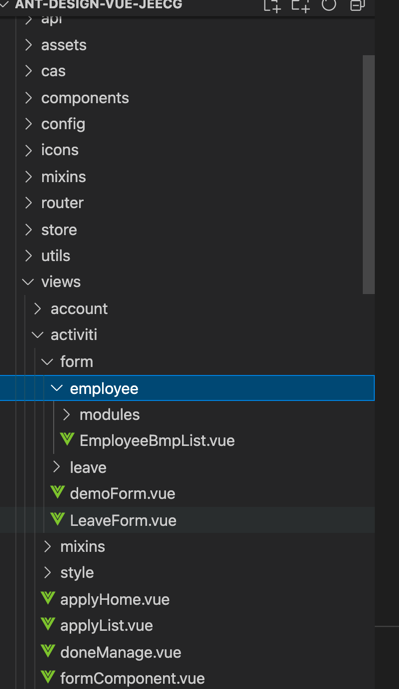 ANT-DESIGN-VUE-JEECG
api
assets
cas
components
config
icons
mixins
router
store
utils
views
account
activiti
form
employee
modules
EmployeeBmpList.vue
leave
demoForm.vue
LeaveForm.vue
mixins
style
applyHome.vue
applyList.vue
doneManage.vue
formComponent.vue